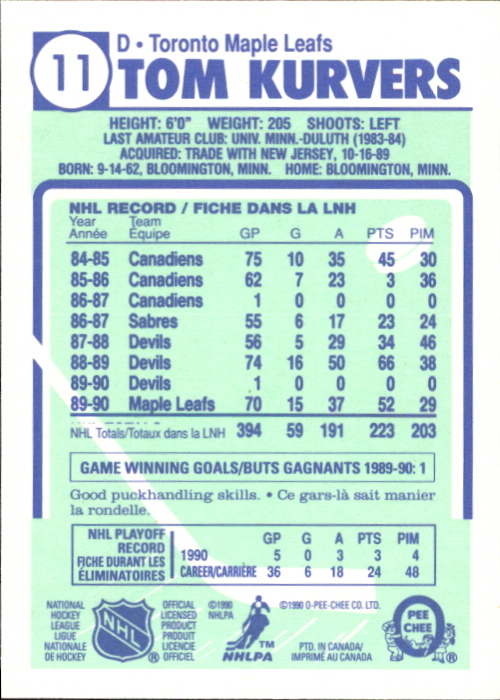 11
D • Toronto Maple Leafs
TOM KURVERS
HEIGHT: 6'0" WEIGHT: 205 SHOOTS: LEFT
LAST AMATEUR CLUB: UNIV. MINN.-DULUTH (1983-84)
ACQUIRED: TRADE WITH NEW JERSEY, 10-16-89
BORN: 9-14-62, BLOOMINGTON, MINN. HOME: BLOOMINGTON, MINN.
NHL RECORD / FICHE DANS LA LNH
Year Team
Année Équipe GP G A PTS PIM
84-85 Canadiens 75 10 35 45 30
85-86 Canadiens 62 7 23 3 36
86-87 Canadiens 1 0 0 0 0
86-87 Sabres 55 6 17 23 24
87-88 Devils 56 5 29 34 46
88-89 Devils 74 16 50 66 38
89-90 Devils 1 0 0 0 0
89-90 Maple Leafs 70 15 37 52 29
NHL Totals/Totaux dans la LNH 394 59 191 223 203
GAME WINNING GOALS/BUTS GAGNANTS 1989-90: 1
Good puckhandling skills. • Ce gars-là sait manier
la rondelle.
NHL PLAYOFF
RECORD
FICHE DURANT LES
ÉLIMINATOIRES
GP G A PTS PIM
1990 5 0 3 3 4
CAREER/CARRIÈRE 36 6 18 24 48
NATIONAL
HOCKEY
LEAGUE
LIGUE
NATIONALE
DE HOCKEY
NHL
®
OFFICIAL
LICENSED
PRODUCT
PRODUIT
LICENCIÉ
OFFICIEL
©1990
NHLPA
TM
NHLPA
©1990 O-PEE-CHEE CO. LTD.
PTD. IN CANADA/
IMPRIMÉ AU CANADA
PEE
CHEE
®